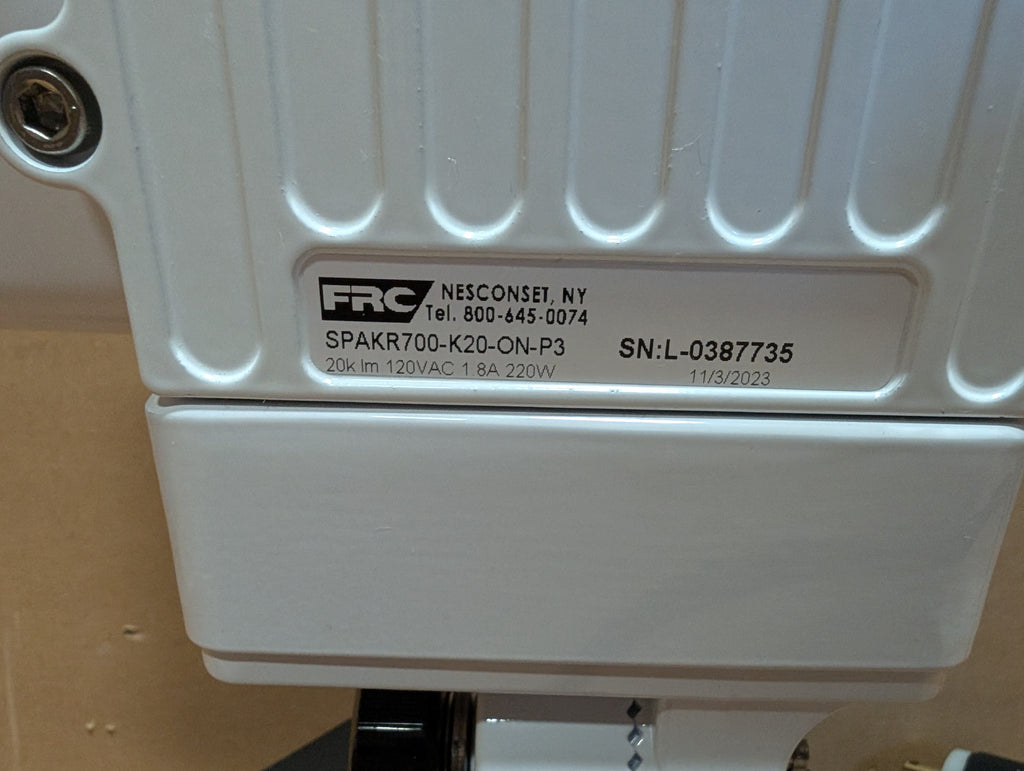 FRC NESCONSET, NY
Tel. 800-645-0074
SPAKR700-K20-ON-P3
SN:L-0387735
20k lm 120VAC 1 8A 220W
11/3/2023